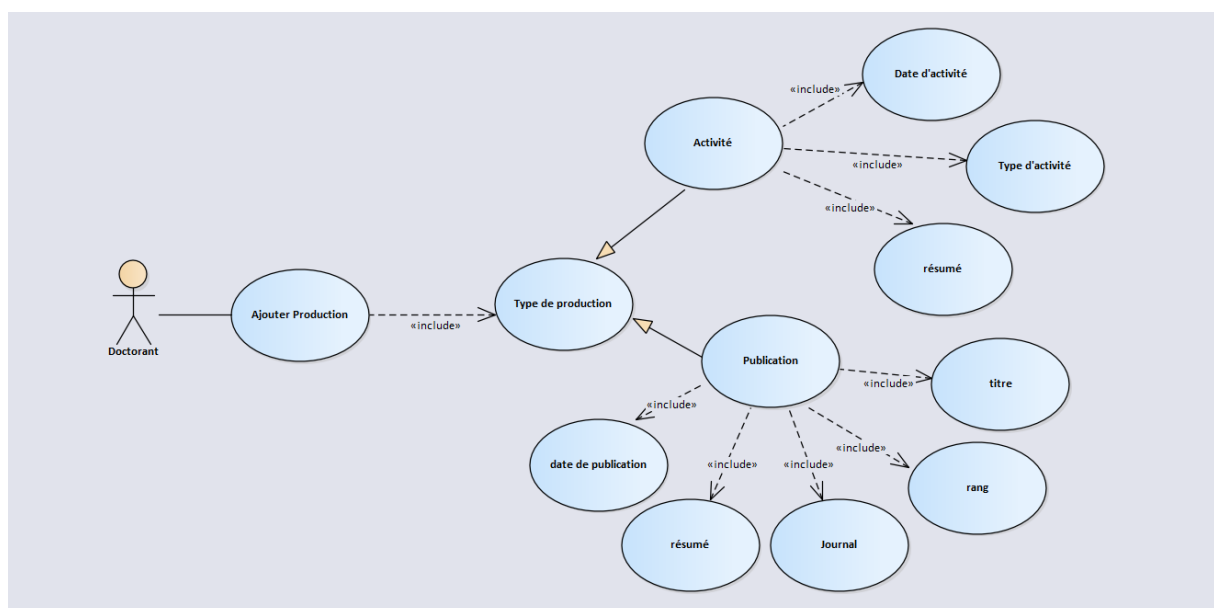 Date d'activité
«include»
Activité
«include»
Type d'activité
«include»
résumé
Type de production
Ajouter Production
«include»
Doctorant
Publication
«include»
titre
«include»
«include»
date de publication
«include»
«include»
rang
résumé
Journal